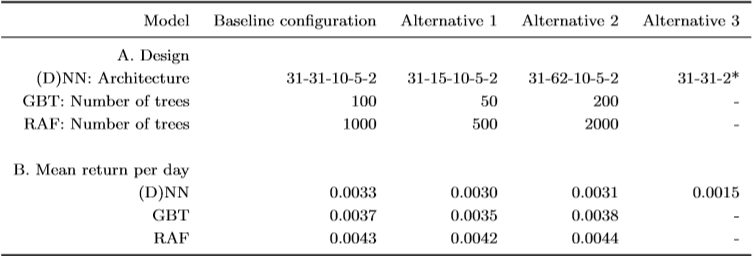 Model Baseline configuration Alternative 1 Alternative 2 Alternative 3
A. Design
(D)NN: Architecture 31-31-10-5-2 31-15-10-5-2 31-62-10-5-2 31-31-2*
GBT: Number of trees 100 50 200 -
RAF: Number of trees 1000 500 2000 -
B. Mean return per day
(D)NN 0.0033 0.0030 0.0031 0.0015
GBT 0.0037 0.0035 0.0038 -
RAF 0.0043 0.0042 0.0044 -